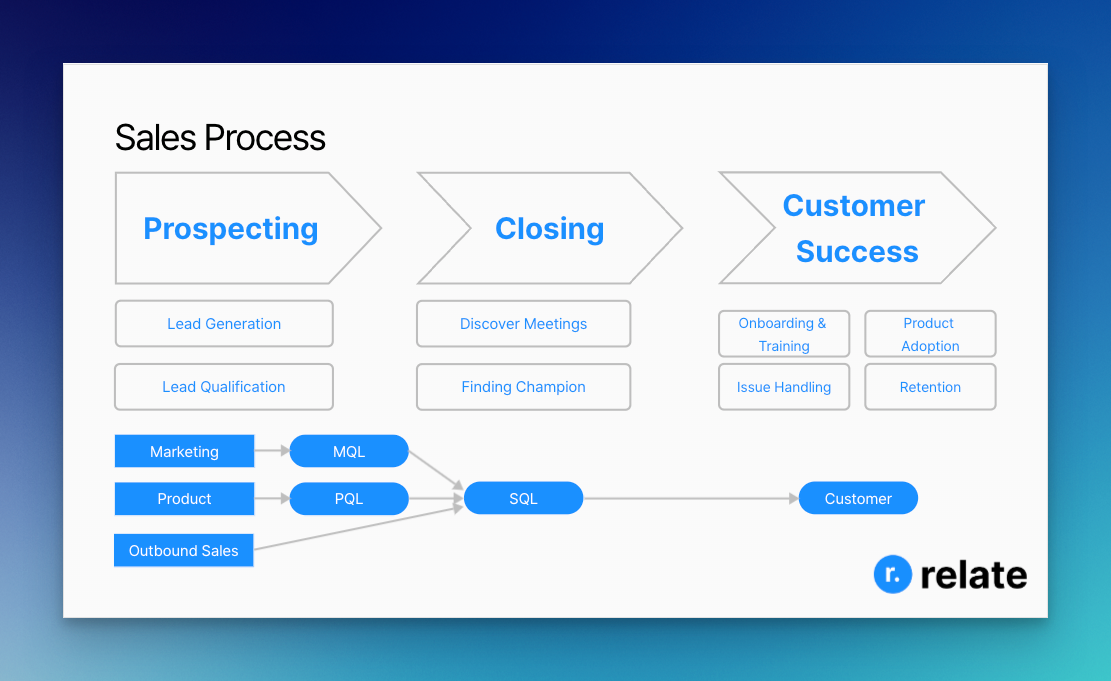 Sales Process
Prospecting
Closing
Customer
Success
Lead Generation
Lead Qualification
Discover Meetings
Finding Champion
Onboarding &
Training
Product
Adoption
Issue Handling
Retention
Marketing
MQL
Product
PQL
SQL
Customer
Outbound Sales
r. relate